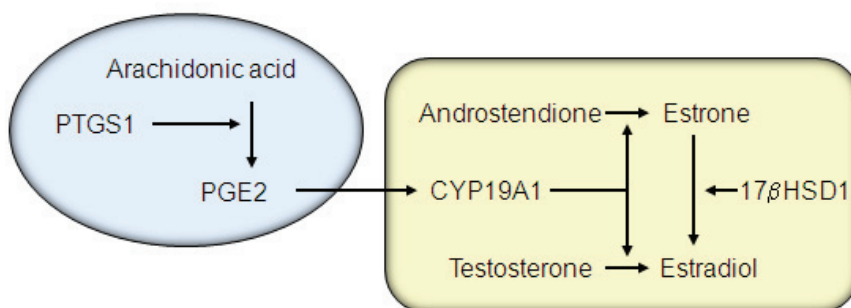 Arachidonic acid
PTGS1
PGE2
Androstendione
Estrone
CYP19A1
17βHSD1
Testosterone
Estradiol